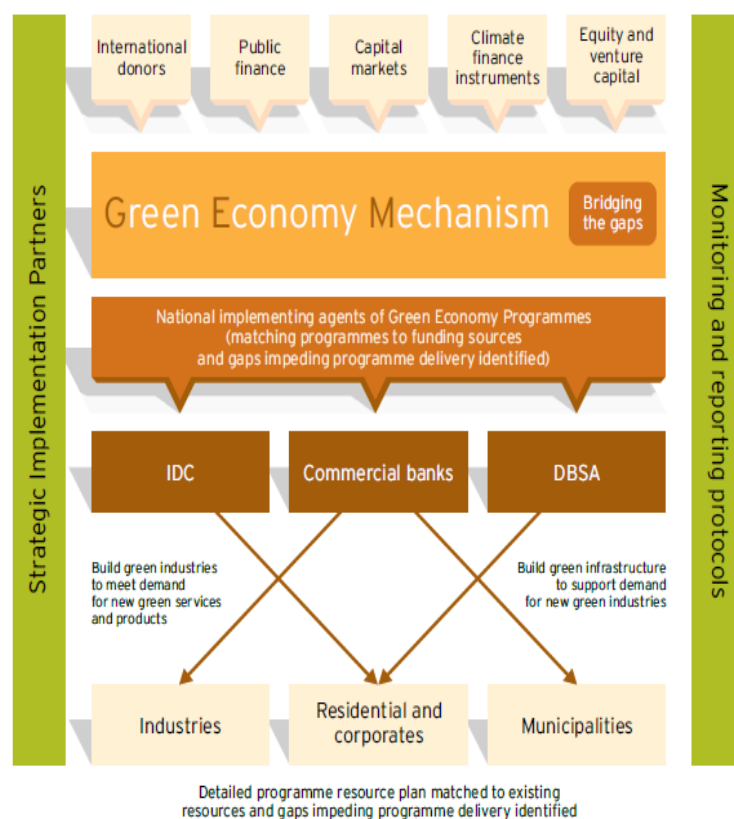 International
donors
Public
finance
Capital
markets
Climate
finance
instruments
Equity and
venture
capital
Strategic Implementation Partners
Monitoring and reporting protocols
Green Economy Mechanism
Bridging
the gaps
National implementing agents of Green Economy Programmes
(matching programmes to funding sources
and gaps impeding programme delivery identified)
IDC
Commercial banks
DBSA
Build green industries
to meet demand
for new green services
and products
Build green infrastructure
to support demand
for new green industries
Industries
Residential and
corporates
Municipalities
Detailed programme resource plan matched to existing
resources and gaps impeding programme delivery identified